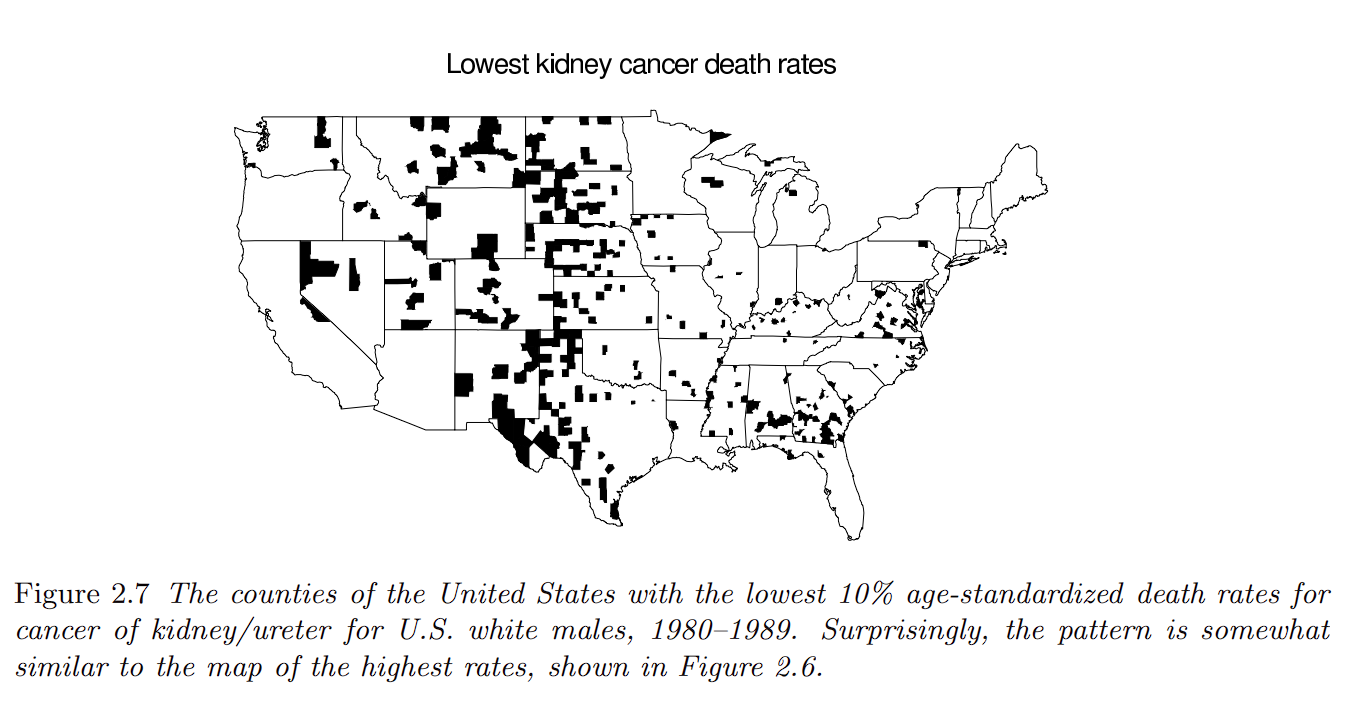 Lowest kidney cancer death rates
Figure 2.7 The counties of the United States with the lowest 10% age-standardized death rates for
cancer of kidney/ureter for U.S. white males, 1980–1989. Surprisingly, the pattern is somewhat
similar to the map of the highest rates, shown in Figure 2.6.